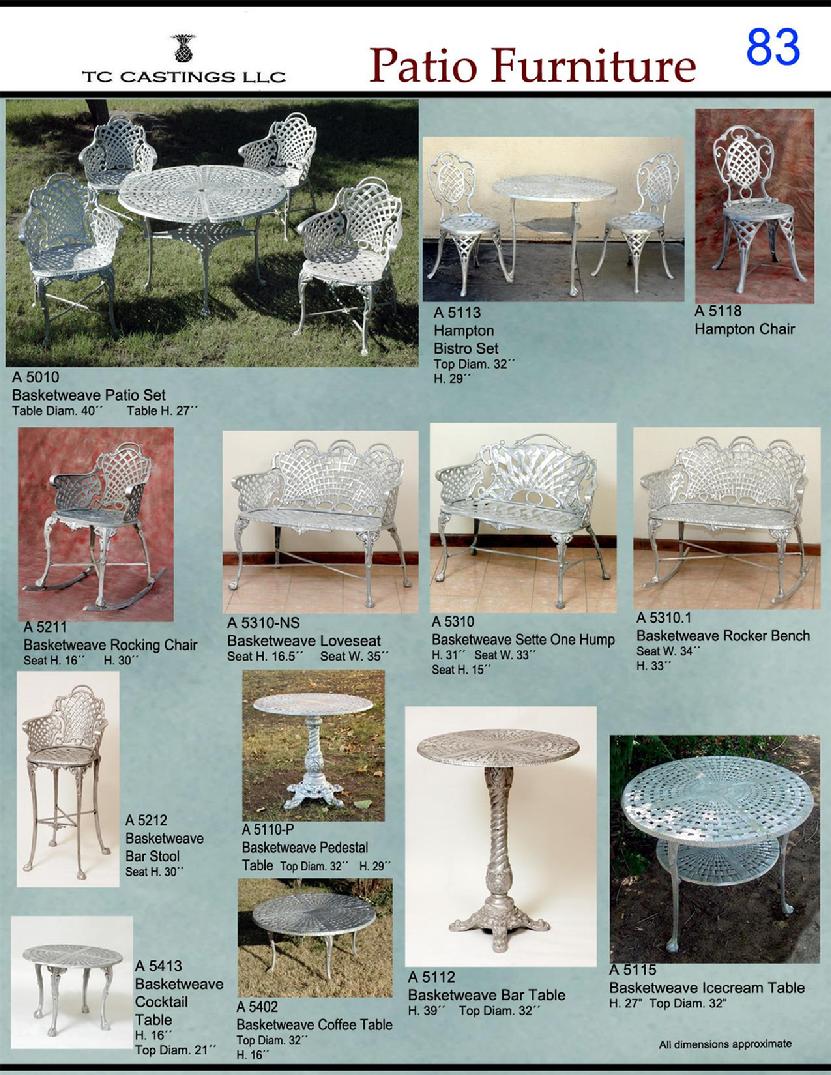 TC CASTINGS LLC
Patio Furniture
83
A 5010
Basketweave Patio Set
Table Diam. 40´´ Table H. 27´´
A 5113
Hampton
Bistro Set
Top Diam. 32´´
H. 29´´
A 5118
Hampton Chair
A 5211
Basketweave Rocking Chair
Seat H. 16´´ H. 30´´
A 5310-NS
Basketweave Loveseat
Seat H. 16.5´´ Seat W. 35´´
A 5310
Basketweave Sette One Hump
H. 31´´ Seat W. 33´´
Seat H. 15´´
A 5310.1
Basketweave Rocker Bench
Seat W. 34´´
H. 33´´
A 5212
Basketweave
Bar Stool
Seat H. 30´´
A 5110-P
Basketweave Pedestal
Table Top Diam. 32´´ H. 29´´
A 5413
Basketweave
Cocktail
Table
H. 16´´
Top Diam. 21´´
A 5402
Basketweave Coffee Table
Top Diam. 32´´
H. 16´´
A 5112
Basketweave Bar Table
H. 39´´ Top Diam. 32´´
A 5115
Basketweave Icecream Table
H. 27" Top Diam. 32"
All dimensions approximate